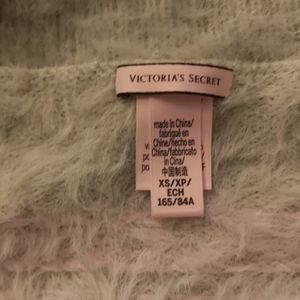 VICTORIA'S SECRET
made in China/
fabriqué en
Chine/hecho en
China/fabbricato
in Cina/
中国制造
XS/XP/
ECH
165/84A